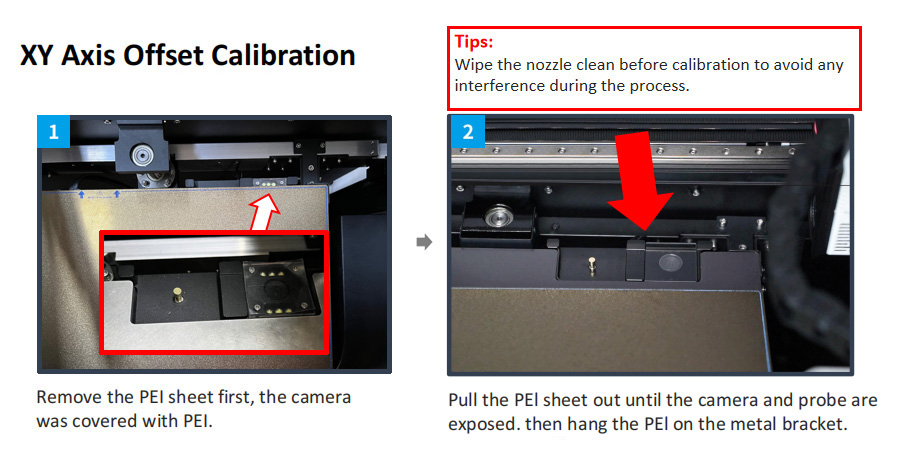 XY Axis Offset Calibration
Tips:
Wipe the nozzle clean before calibration to avoid any
interference during the process.
1
2
Remove the PEI sheet first, the camera
was covered with PEI.
Pull the PEI sheet out until the camera and probe are
exposed. then hang the PEI on the metal bracket.